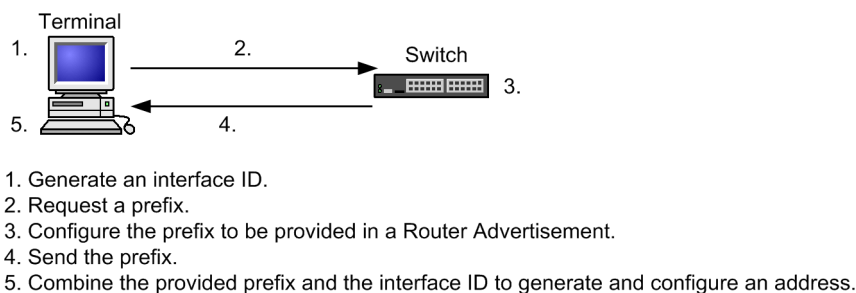 Terminal
1.
2.
Switch
3.
5.
4.
1. Generate an interface ID.
2. Request a prefix.
3. Configure the prefix to be provided in a Router Advertisement.
4. Send the prefix.
5. Combine the provided prefix and the interface ID to generate and configure an address.